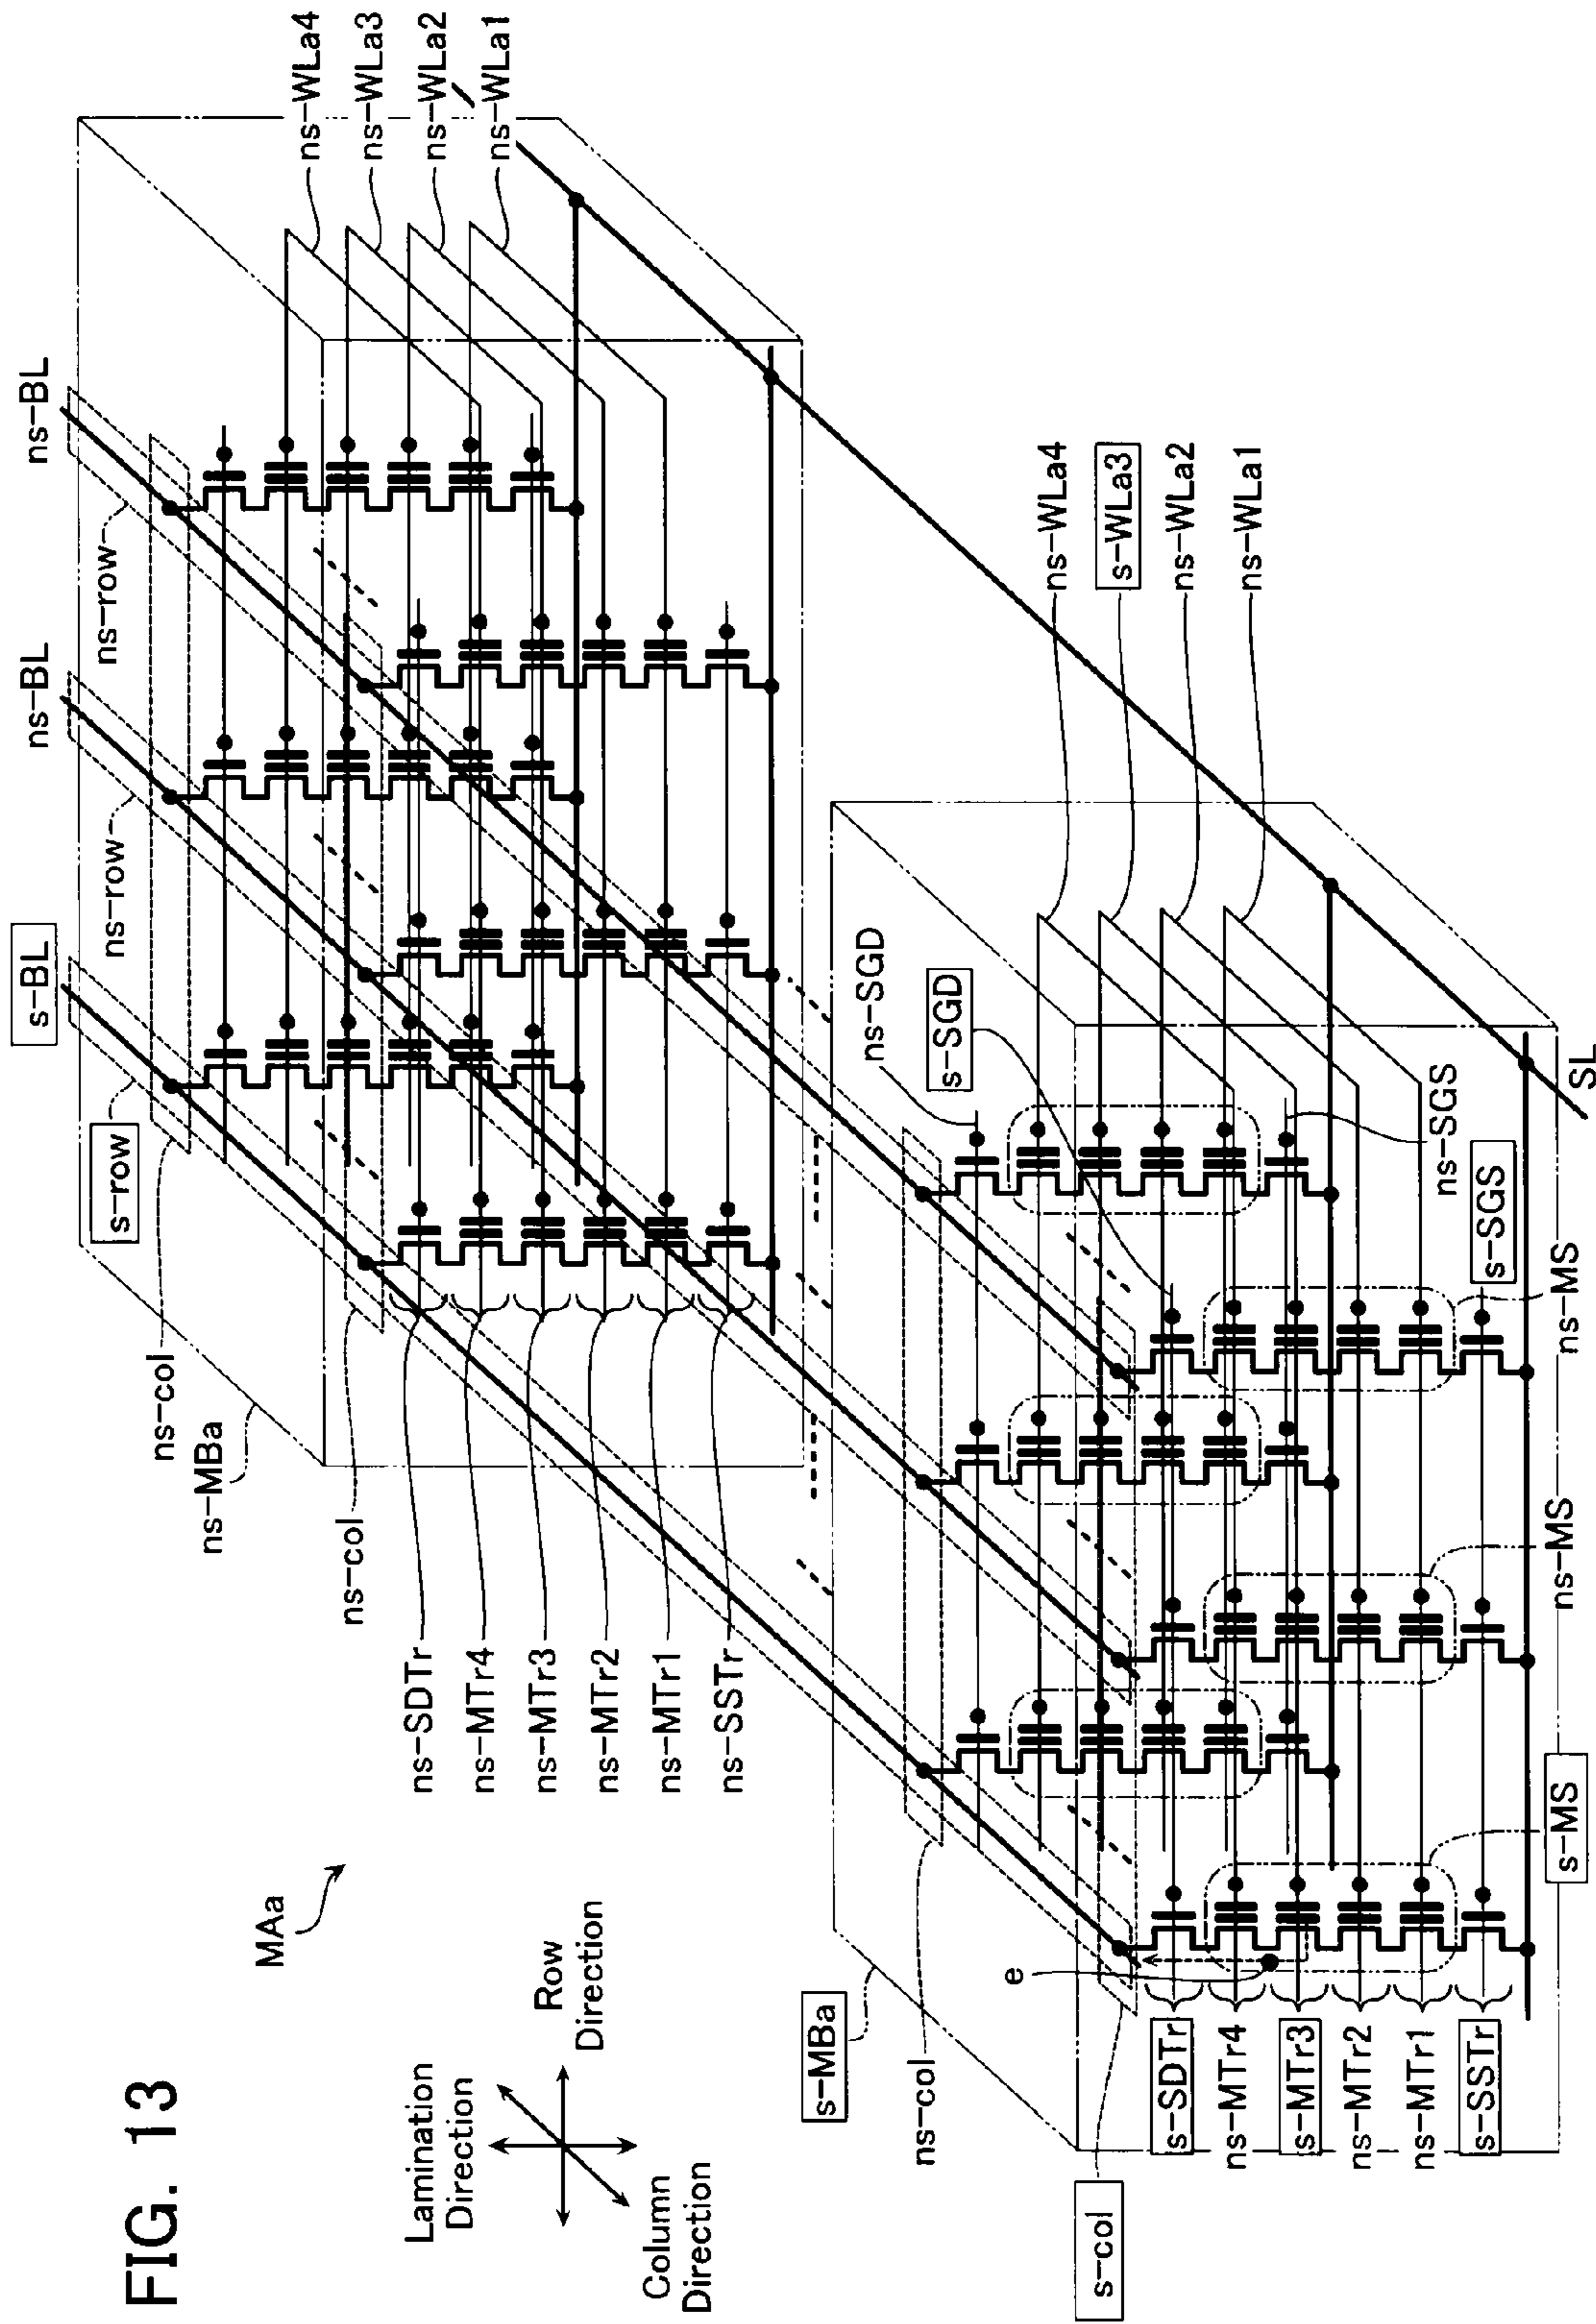 FIG. 13
MAa
Lamination
Direction
Row
Direction
Column
Direction
s-BL
ns-BL
ns-BL
s-row
ns-row
ns-row
ns-col
ns-MBa
ns-col
ns-WLa4
ns-WLa3
ns-WLa2
ns-WLa1
ns-SDTr
ns-MTr4
ns-MTr3
ns-MTr2
ns-MTr1
ns-SSTr
s-MBa
ns-col
s-col
e
s-SDTr
ns-MTr4
s-MTr3
ns-MTr2
ns-MTr1
s-SSTr
ns-SGD
s-SGD
ns-WLa4
s-WLa3
ns-WLa2
ns-WLa1
ns-SGS
s-SGS
s-MS
ns-MS
ns-MS
SL